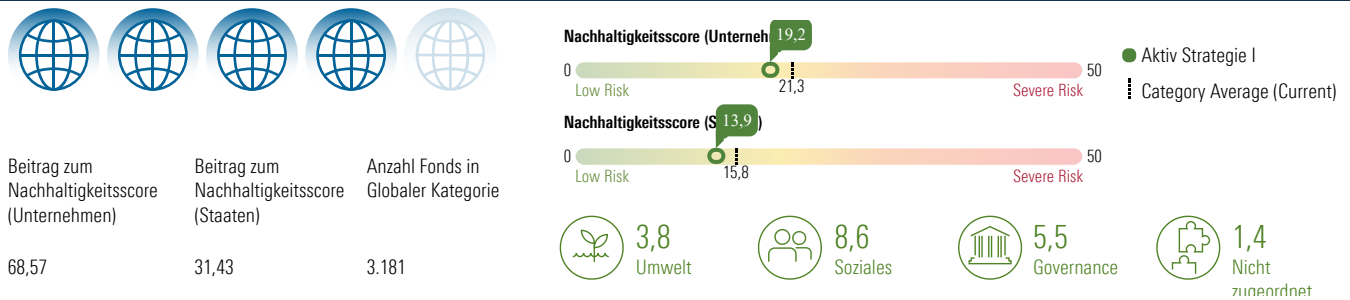 Beitrag zum
Nachhaltigkeitsscore
(Unternehmen)
68,57
Beitrag zum
Nachhaltigkeitsscore
(Staaten)
31,43
Anzahl Fonds in
Globaler Kategorie
3.181
Nachhaltigkeitsscore (Unterneh
19,2
0
50
Low Risk
21,3
Severe Risk
Nachhaltigkeitsscore (S
13,9
)
0
50
Low Risk
15,8
Severe Risk
Aktiv Strategie I
Category Average (Current)
3,8
Umwelt
8,6
Soziales
5,5
Governance
1,4
Nicht
zugeordnet